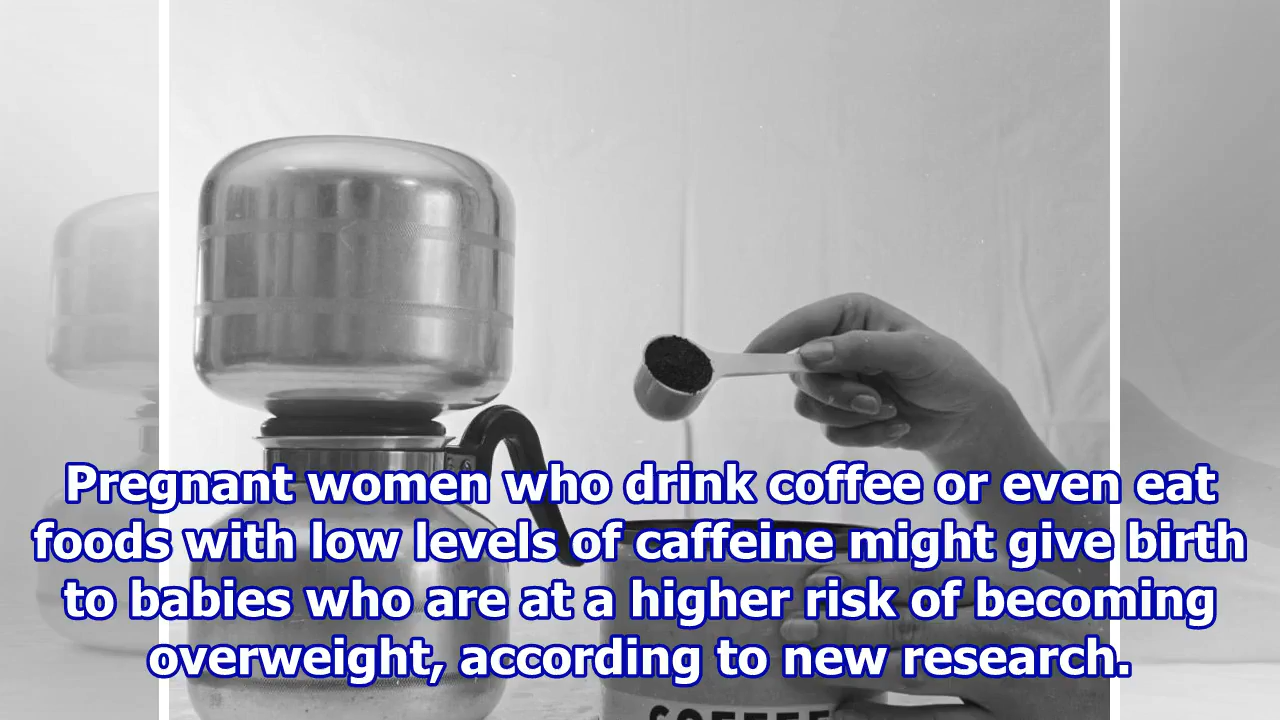 Pregnant women who drink coffee or even eat
foods with low levels of caffeine might give birth
to babies who are at a higher risk of becoming
overweight, according to new research.
COFFEE